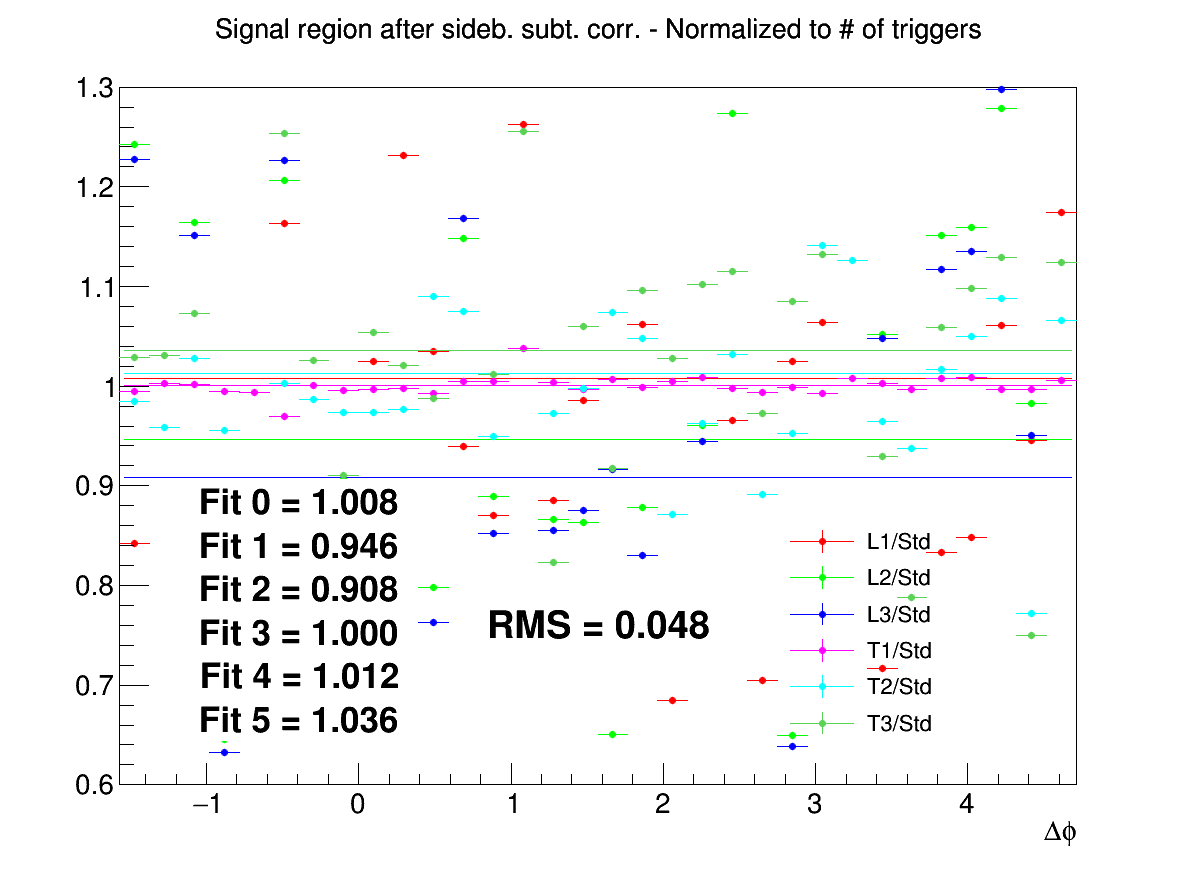 Signal region after sideb. subt. corr. - Normalized to # of triggers
1.3
1.2
1.1
1
0.9
0.8
0.7
0.6
Fit 0 = 1.008
Fit 1 = 0.946
Fit 2 = 0.908
Fit 3 = 1.000
Fit 4 = 1.012
Fit 5 = 1.036
RMS = 0.048
L1/Std
L2/Std
L3/Std
T1/Std
T2/Std
T3/Std
−1 0 1 2 3 4
Δϕ